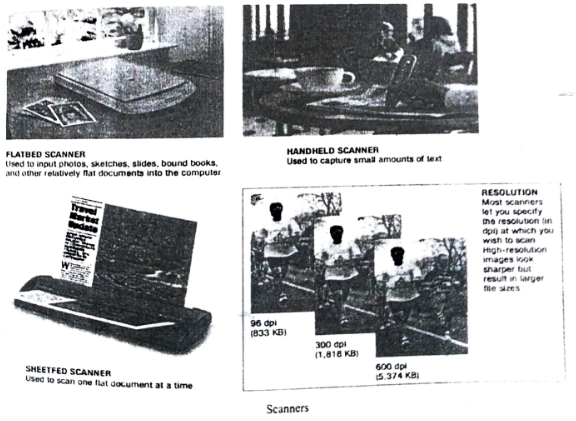 FLATBED SCANNER
Used to input photos, sketches, slides, bound books,
and other relatively flat documents into the computer
HANDHELD SCANNER
Used to capture small amounts of text
Travel
Market
Update
SHEETFED SCANNER
Used to scan one flat document at a time
96 dpi
(833 KB)
300 dpi
(1,818 KB)
600 dpi
(5,374 KB)
RESOLUTION
Most scanners
let you specify
the resolution (in
dpi) at which you
wish to scan
High-resolution
images look
sharper but
result in larger
file sizes
Scanners